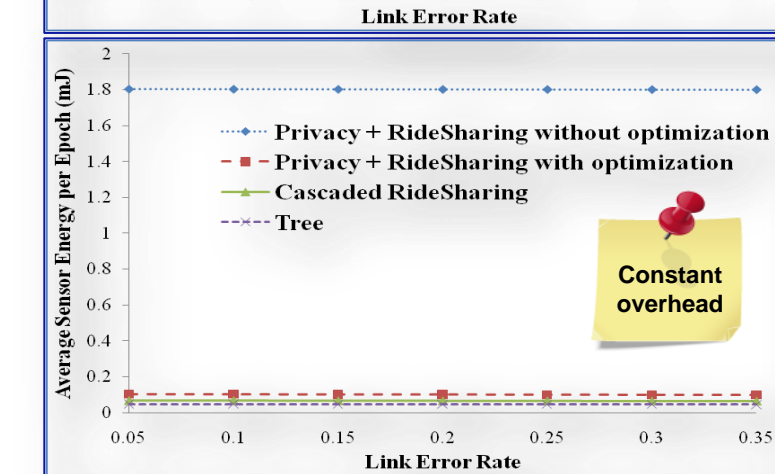 Link Error Rate
Average Sensor Energy per Epoch (mJ)
2
1.8
1.6
1.4
1.2
1
0.8
0.6
0.4
0.2
0
Privacy + RideSharing without optimization
Privacy + RideSharing with optimization
Cascaded RideSharing
Tree
Constant
overhead
0.05 0.1 0.15 0.2 0.25 0.3 0.35
Link Error Rate